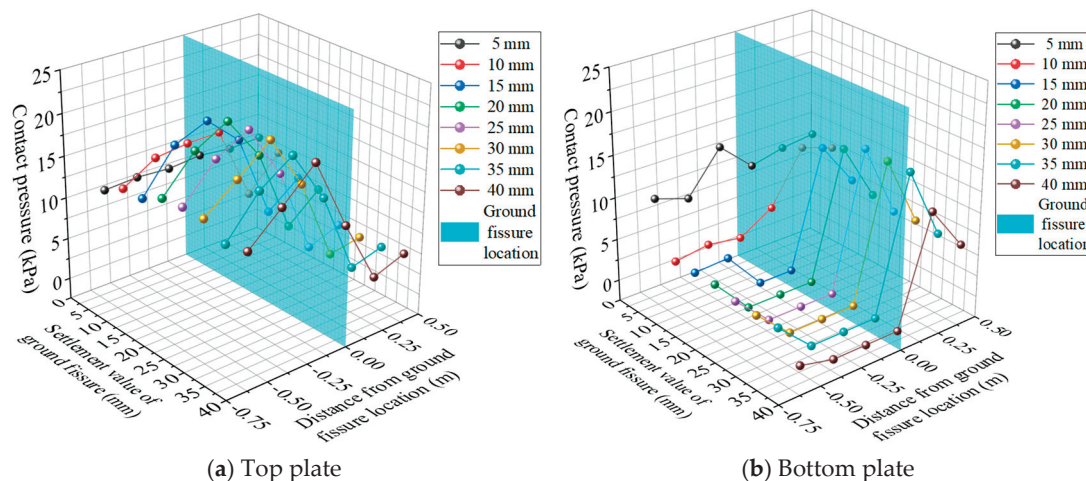 25
20
15
10
5
0
Contact pressure (kPa)
0
5
10
15
20
25
30
35
40
Settlement value of
ground fissure (mm)
-0.75
-0.50
-0.25
0.00
0.25
0.50
Distance from ground
fissure location (m)
5 mm
10 mm
15 mm
20 mm
25 mm
30 mm
35 mm
40 mm
Ground
fissure
location
(a) Top plate
25
20
15
10
5
0
Contact pressure (kPa)
0
5
10
15
20
25
30
35
40
Settlement value of
ground fissure (mm)
-0.75
-0.50
-0.25
0.00
0.25
0.50
Distance from ground
fissure location (m)
5 mm
10 mm
15 mm
20 mm
25 mm
30 mm
35 mm
40 mm
Ground
fissure
location
(b) Bottom plate